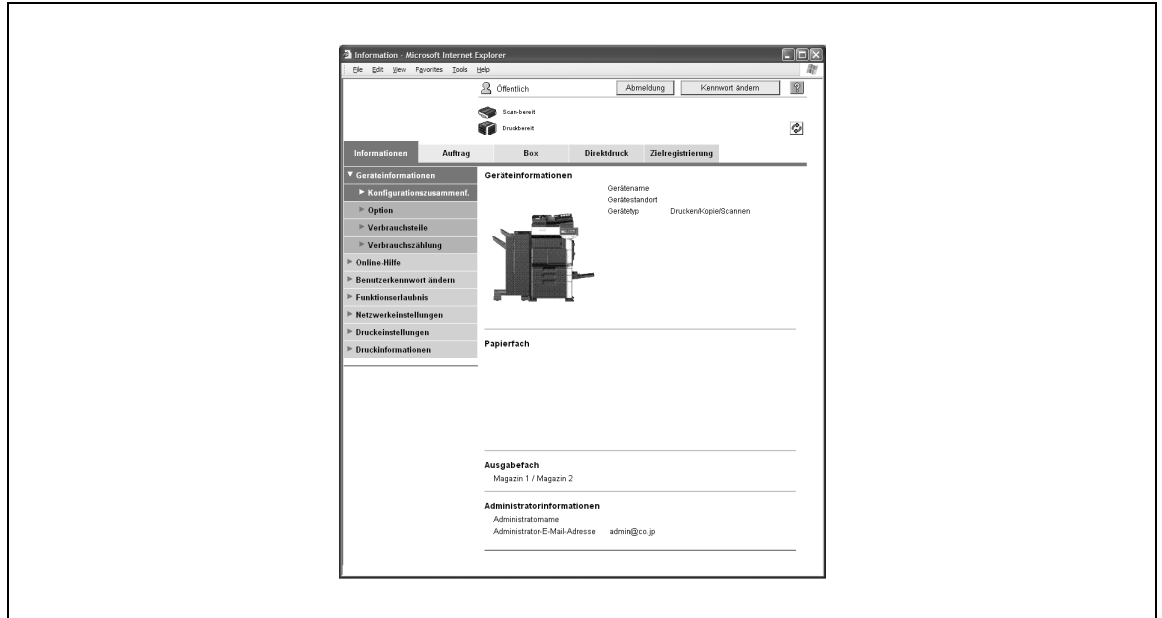 Information - Microsoft Internet Explorer
File Edit View Favorites Tools Help
Öffentlich Abmeldung Kennwort ändern ?
Scan-bereit
Druckbereit
Informationen Auftrag Box Direktdruck Zielregistrierung
Geräteinformationen
Konfigurationszusammenf.
Option
Verbrauchsteile
Verbrauchszählung
Online-Hilfe
Benutzerkennwort ändern
Funktionserlaubnis
Netzwerkeinstellungen
Druckeinstellungen
Druckinformationen
Geräteinformationen
Gerätename
Gerätestandort
Gerätetyp Drucken/Kopie/Scannen
Papierfach
Ausgabefach
Magazin 1 / Magazin 2
Administratorinformationen
Administratorname
Administrator-E-Mail-Adresse admin@co.jp